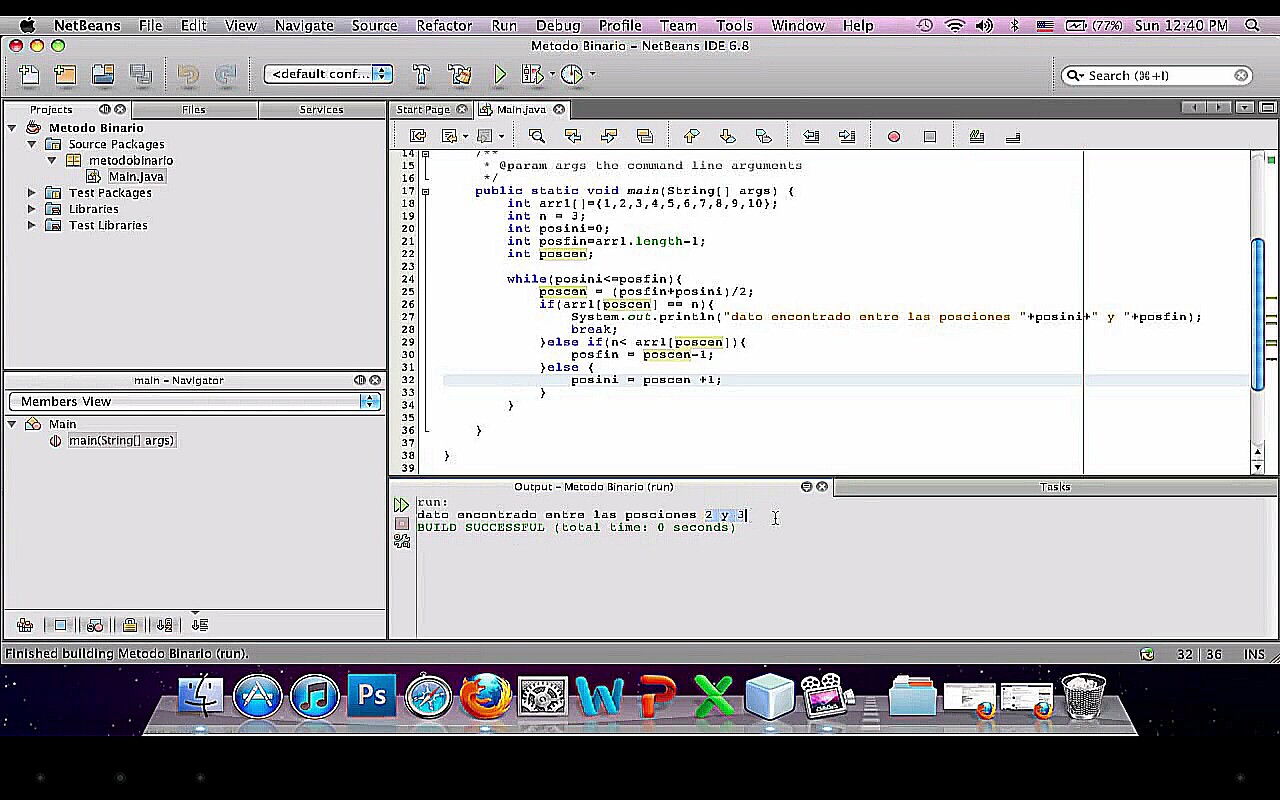 NetBeans File Edit View Navigate Source Refactor Run Debug Profile Team Tools Window Help (77%) Sun 12:40 PM
Metodo Binario – NetBeans IDE 6.8
<default conf... Search (⌘+I)
Projects Files Services
Metodo Binario
Source Packages
metodobinario
Main.java
Test Packages
Libraries
Test Libraries
main – Navigator
Members View
Main
main(String[] args)
Start Page Main.java
14 /**
15 * @param args the command line arguments
16 */
17 public static void main(String[] args) {
18 int arr1[]={1,2,3,4,5,6,7,8,9,10};
19 int n = 3;
20 int posini=0;
21 int posfin=arr1.length-1;
22 int poscen;
23
24 while(posini<=posfin){
25 poscen = (posfin+posini)/2;
26 if(arr1[poscen] == n){
27 System.out.println("dato encontrado entre las posciones "+posini+" y "+posfin);
28 break;
29 }else if(n< arr1[poscen]){
30 posfin = poscen-1;
31 }else {
32 posini = poscen +1;
33 }
34 }
35
36 }
37
38 }
39
Output – Metodo Binario (run) Tasks
run:
dato encontrado entre las posciones 2 y 3
BUILD SUCCESSFUL (total time: 0 seconds)
Finished building Metodo Binario (run). 32 | 36 INS
Ps